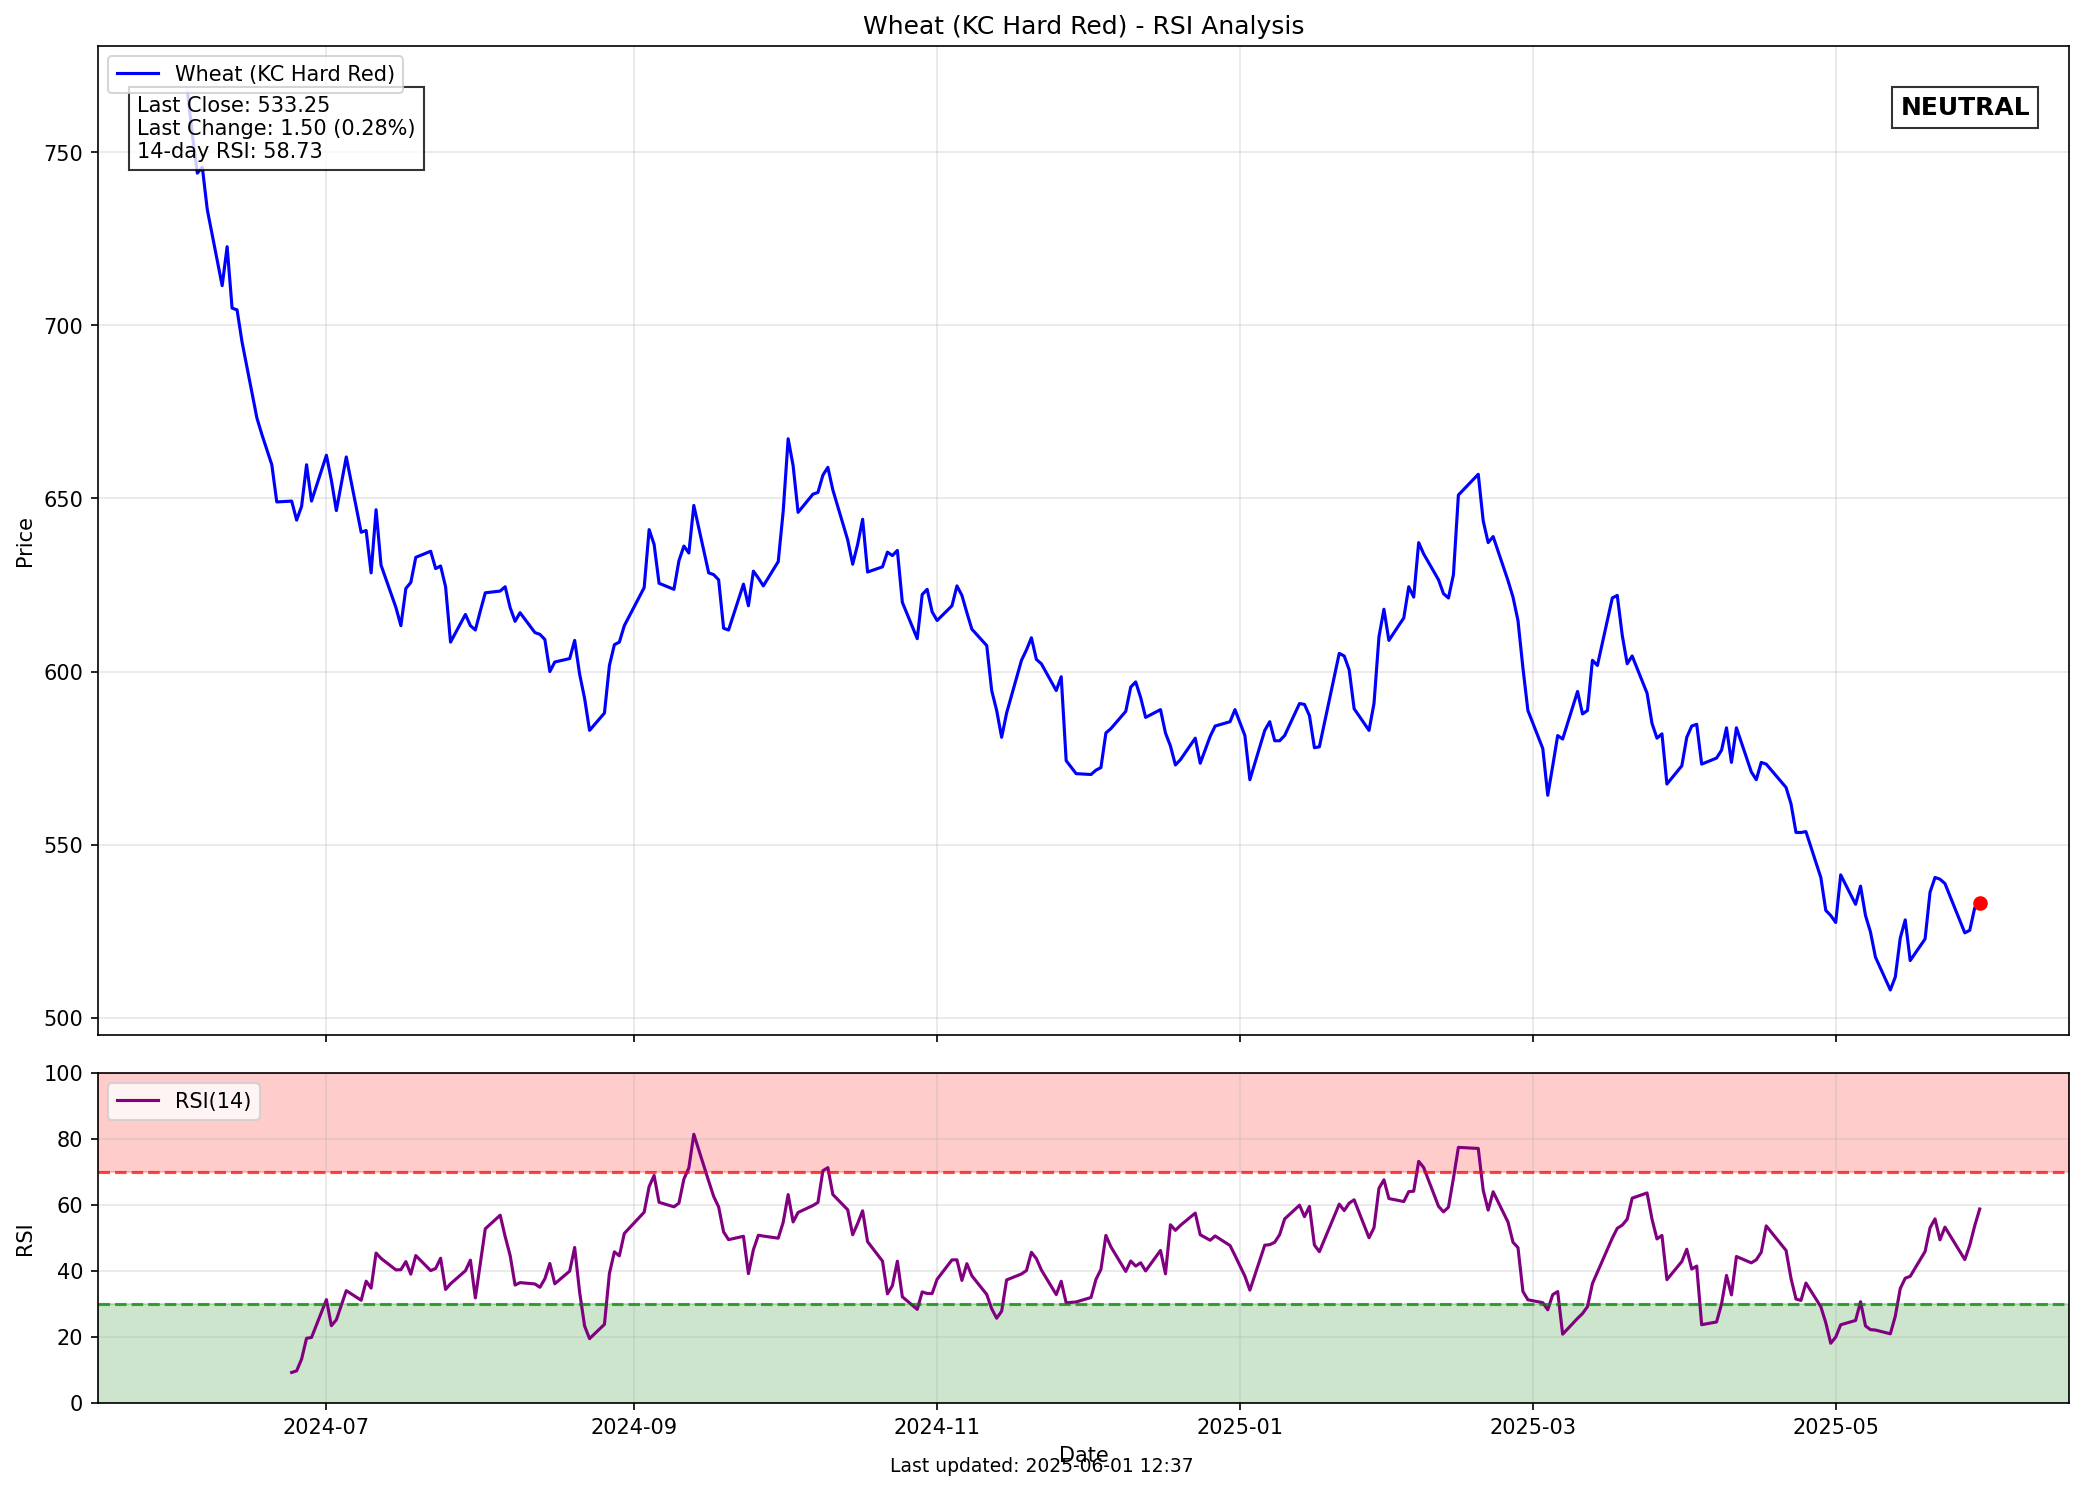 Wheat (KC Hard Red) - RSI Analysis
Wheat (KC Hard Red)
Last Close: 533.25
Last Change: 1.50 (0.28%)
14-day RSI: 58.73
NEUTRAL
Price
750
700
650
600
550
500
RSI(14)
RSI
100
80
60
40
20
0
2024-07
2024-09
2024-11
2025-01
2025-03
2025-05
Date
Last updated: 2025-06-01 12:37